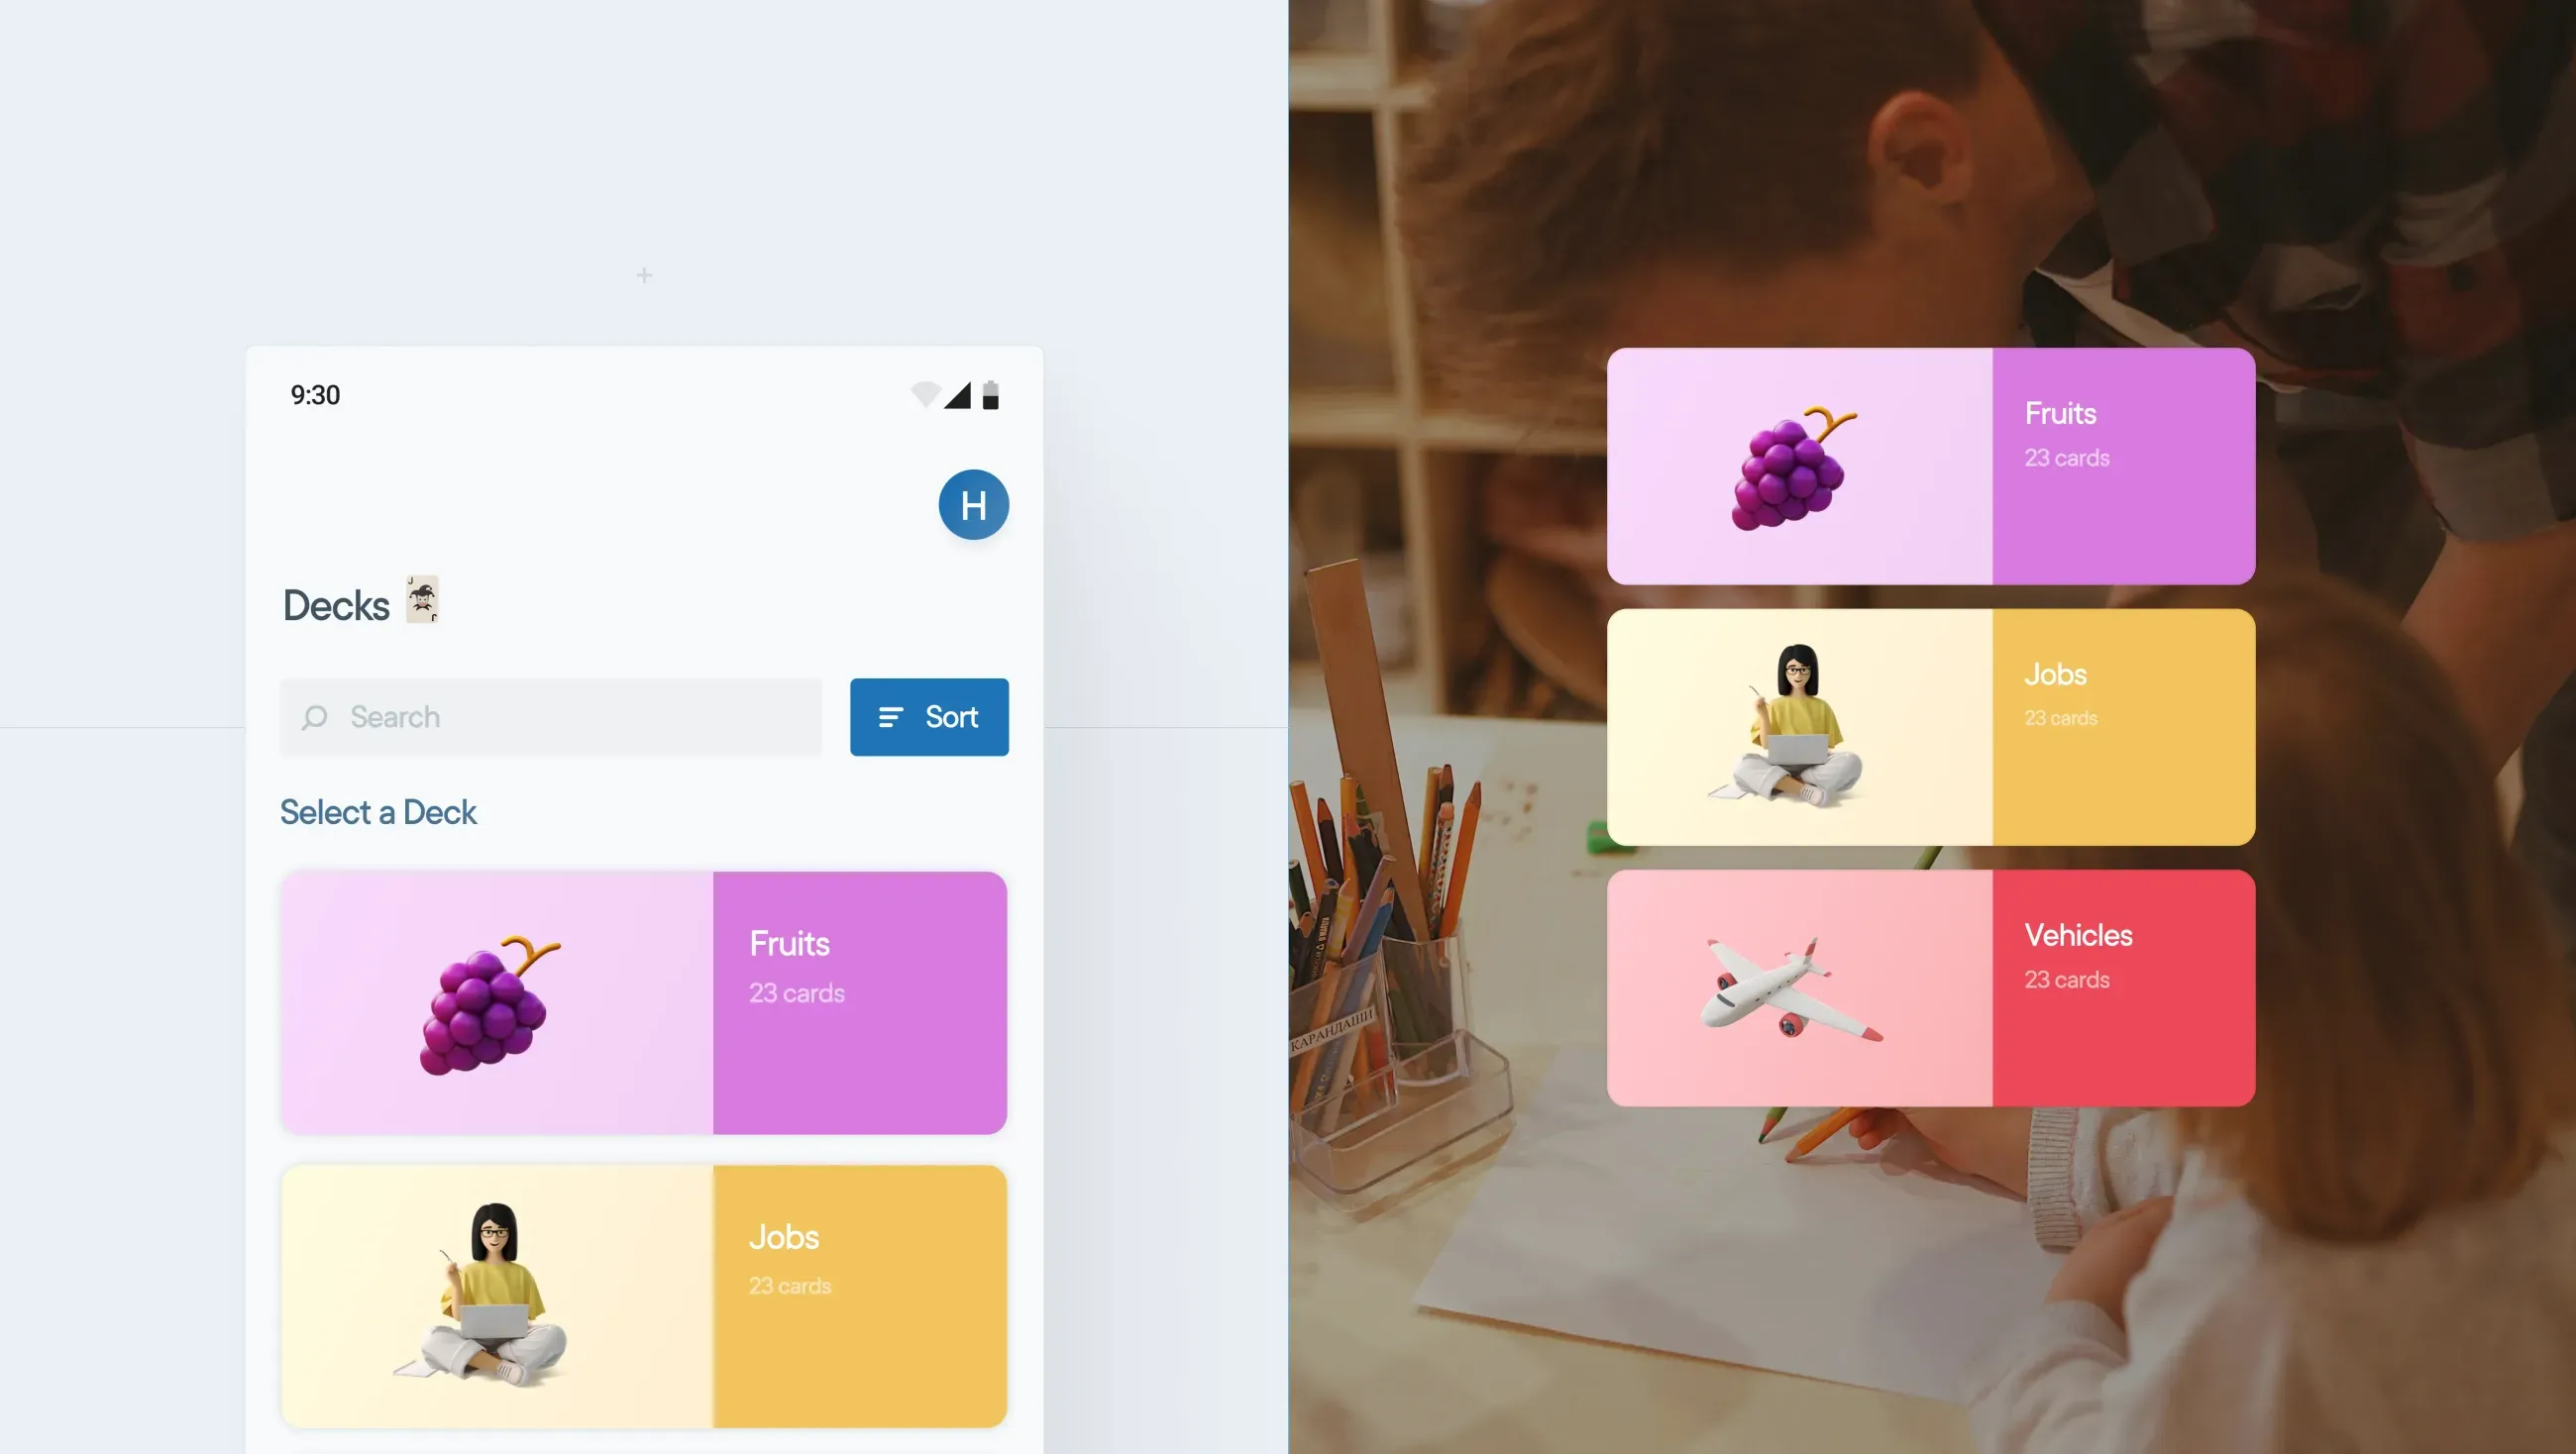 9:30
H
Decks
J
J
Search
Sort
Select a Deck
Fruits
23 cards
Jobs
23 cards
Fruits
23 cards
Jobs
23 cards
Vehicles
23 cards
КАРАНДАШИ